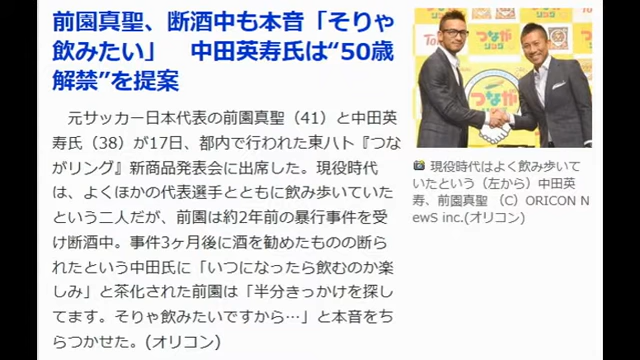 前園真聖、断酒中も本音「そりゃ
飲みたい」　中田英寿氏は“50歳
解禁”を提案
元サッカー日本代表の前園真聖（41）と中田英
寿氏（38）が17日、都内で行われた東ハト『つな
がリング』新商品発表会に出席した。現役時代
は、よくほかの代表選手とともに飲み歩いていた
という二人だが、前園は約2年前の暴行事件を受
け断酒中。事件3ヶ月後に酒を勧めたものの断ら
れたという中田氏に「いつになったら飲むのか楽
しみ」と茶化された前園は「半分きっかけを探し
てます。そりゃ飲みたいですから…」と本音をち
らつかせた。(オリコン)
つなが
リング
現役時代はよく飲み歩いて
いたという（左から）中田英
寿、前園真聖 （C）ORICON N
ewS inc.(オリコン)